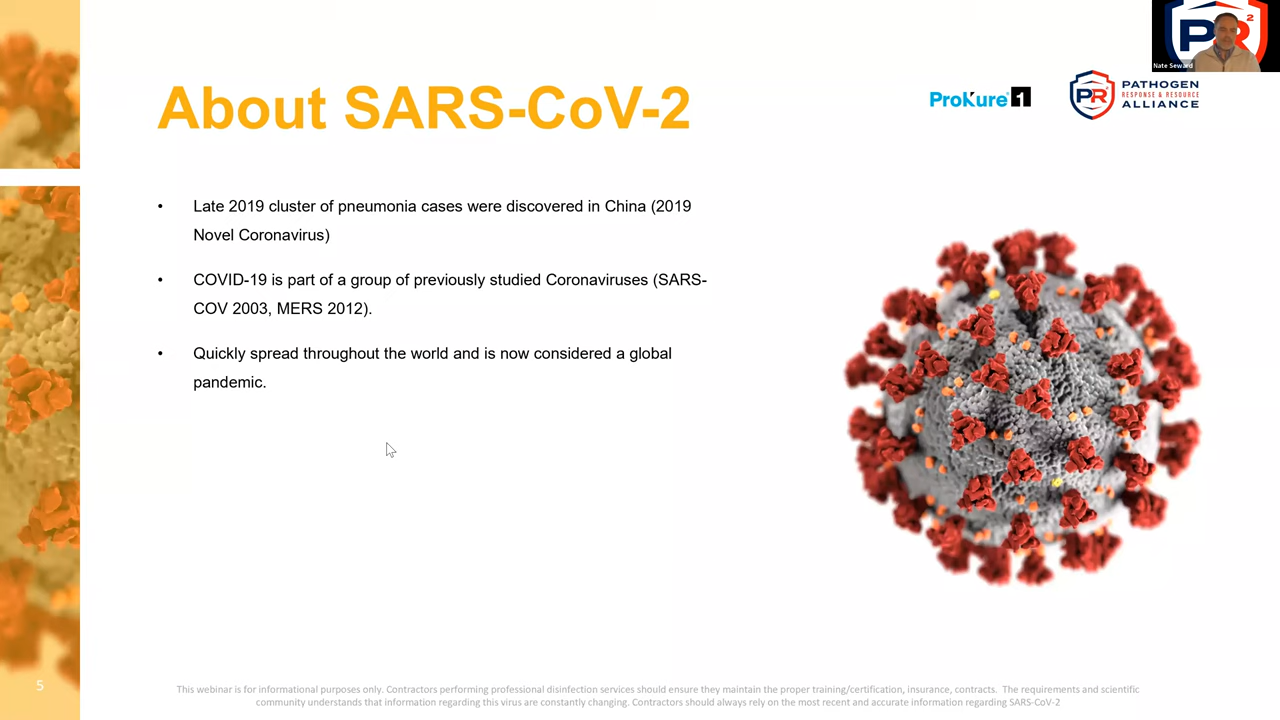 PR2
Nate Seward
About SARS-CoV-2
ProKure®1
PR
PATHOGEN
RESPONSE & RESOURCE
ALLIANCE
• Late 2019 cluster of pneumonia cases were discovered in China (2019
Novel Coronavirus)
• COVID-19 is part of a group of previously studied Coronaviruses (SARS-
COV 2003, MERS 2012).
• Quickly spread throughout the world and is now considered a global
pandemic.
5
This webinar is for informational purposes only. Contractors performing professional disinfection services should ensure they maintain the proper training/certification, insurance, contracts. The requirements and scientific
community understands that information regarding this virus are constantly changing. Contractors should always rely on the most recent and accurate information regarding SARS-CoV-2